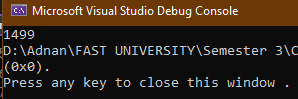 Microsoft Visual Studio Debug Console
1499
D:\Adnan\FAST UNIVERSITY\Semester 3\C
(0x0).
Press any key to close this window .